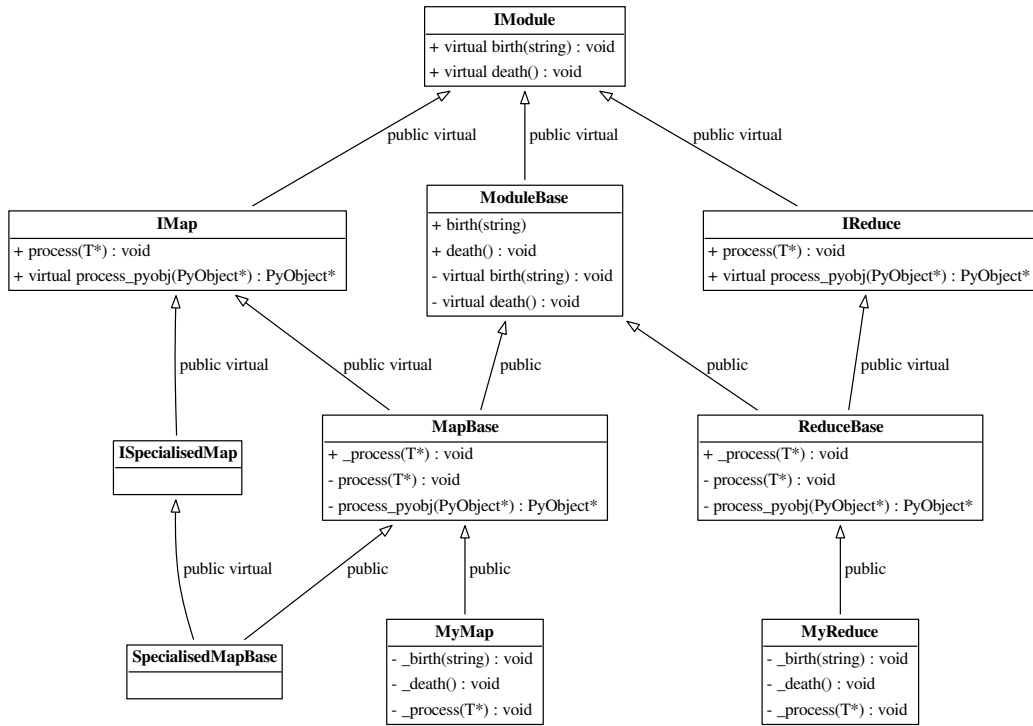 IModule
+ virtual birth(string) : void
+ virtual death() : void
public virtual
public virtual
public virtual
IMap
+ process(T*) : void
+ virtual process_pyobj(PyObject*) : PyObject*
ModuleBase
+ birth(string)
+ death() : void
- virtual birth(string) : void
- virtual death() : void
IReduce
+ process(T*) : void
+ virtual process_pyobj(PyObject*) : PyObject*
public virtual
public virtual
public
public
public virtual
ISpecialisedMap
MapBase
+ _process(T*) : void
- process(T*) : void
- process_pyobj(PyObject*) : PyObject*
ReduceBase
+ _process(T*) : void
- process(T*) : void
- process_pyobj(PyObject*) : PyObject*
public virtual
public
public
public
SpecialisedMapBase
MyMap
- _birth(string) : void
- _death() : void
- _process(T*) : void
MyReduce
- _birth(string) : void
- _death() : void
- _process(T*) : void